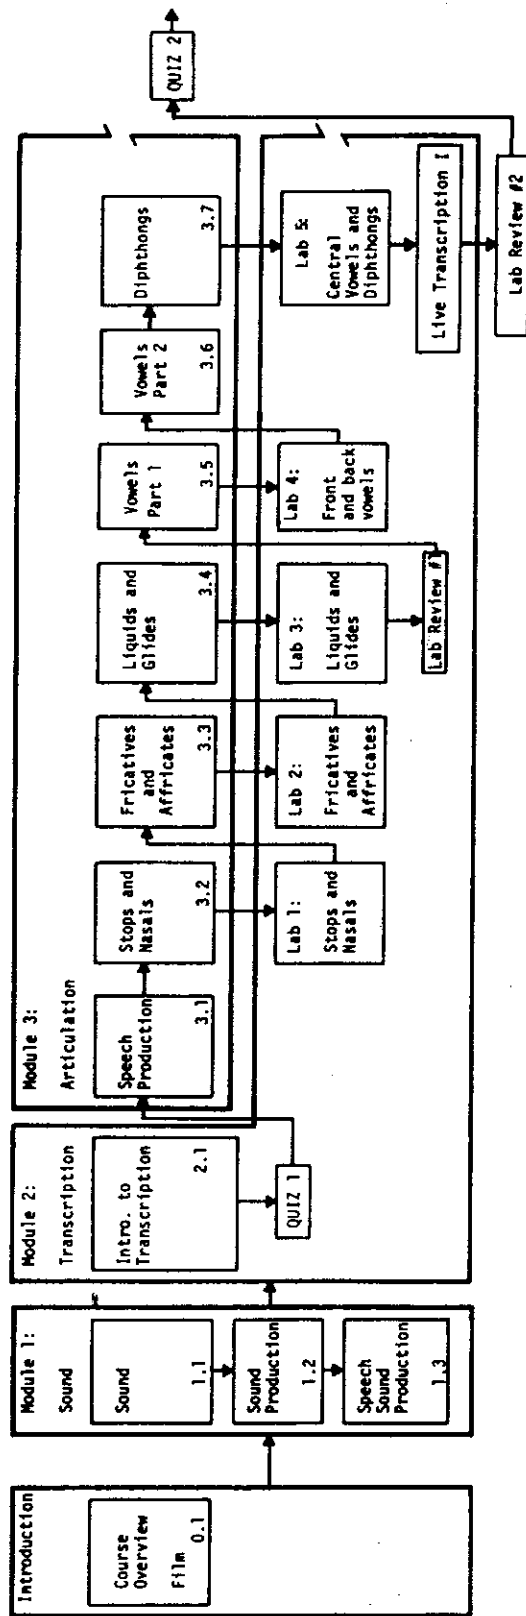 Introduction
Course
Overview
Film 0.1
Module 1:
Sound
Sound
1.1
Sound
Production
1.2
Speech
Sound
Production
1.3
Module 2:
Transcription
Intro. to
Transcription
2.1
QUIZ 1
Module 3:
Articulation
Speech
Production
3.1
Stops and
Nasals
3.2
Lab 1:
Stops and
Nasals
Fricatives
and
Affricates
3.3
Lab 2:
Fricatives
and
Affricates
Liquids and
Glides
3.4
Lab 3:
Liquids and
Glides
Lab Review #1
Vowels
Part 1
3.5
Lab 4:
Front
and back
vowels
Vowels
Part 2
3.6
Diphthongs
3.7
Lab 5:
Central
Vowels and
Diphthongs
Live Transcription I
Lab Review #2
QUIZ 2